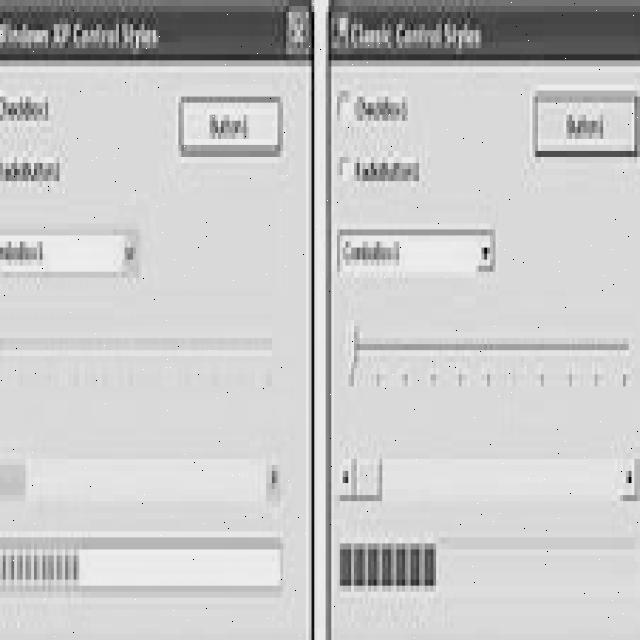 Windows XP Control Styles
Checkbox1
Button1
RadioButton1
Combobox1
Classic Control Styles
Checkbox1
Button1
RadioButton1
Combobox1